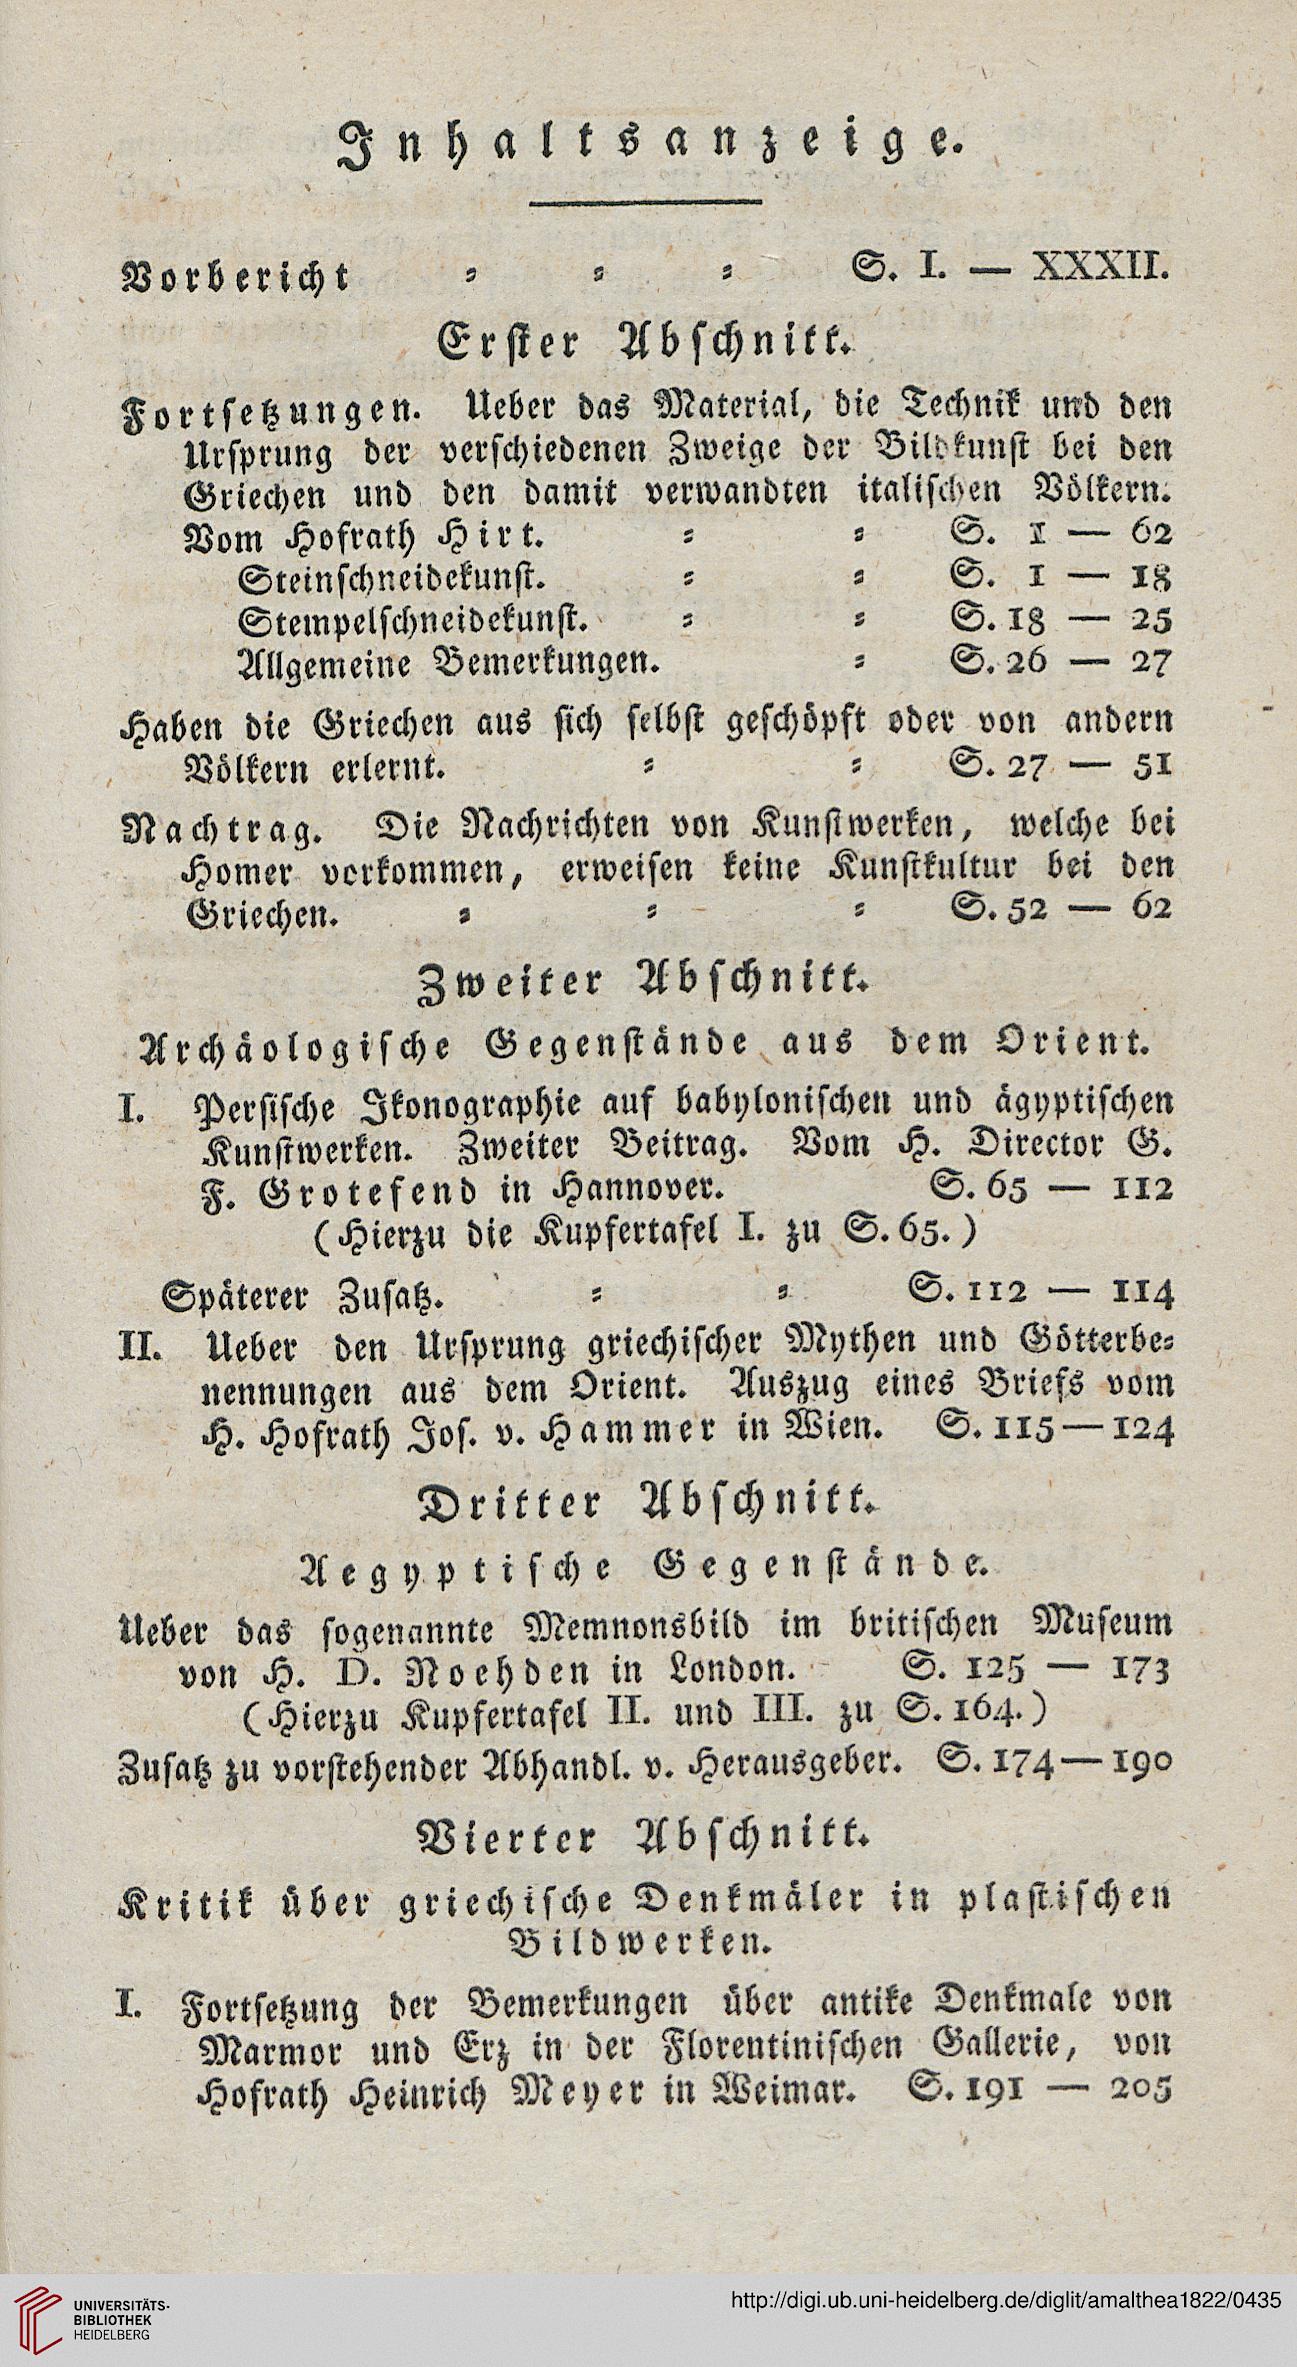 Inhaltsanzeige.
Vorbericht = = = S. I. — XXXII.
Erster Abschnitt.
Fortsetzungen. Ueber das Material, die Technik und den
Ursprung der verschiedenen Zweige der Bildkunst bei den
Griechen und den damit verwandten italischen Völkern.
Vom Hofrath Hirt. = = S. 1 — 62
Steinschneidekunst. = = S. 1 — 18
Stempelschneidekunst. = = S. 18 — 25
Allgemeine Bemerkungen. = S. 26 — 27
Haben die Griechen aus sich selbst geschöpft oder von andern
Völkern erlernt. = = S. 27 — 51
Nachtrag. Die Nachrichten von Kunstwerken, welche bei
Homer vorkommen, erweisen keine Kunstkultur bei den
Griechen. = = = S. 52 — 62
Zweiter Abschnitt.
Archäologische Gegenstände aus dem Orient.
I. Persische Ikonographie auf babylonischen und ägyptischen
Kunstwerken. Zweiter Beitrag. Vom H. Director G.
F. Grotefend in Hannover. S. 65 — 112
(Hierzu die Kupfertafel I. zu S. 65.)
Späterer Zusatz. = = S. 112 — 114
II. Ueber den Ursprung griechischer Mythen und Götterbe=
nennungen aus dem Orient. Auszug eines Briefs vom
H. Hofrath Jos. v. Hammer in Wien. S. 115 — 124
Dritter Abschnitt.
Aegyptische Gegenstände.
Ueber das sogenannte Memnonsbild im britischen Museum
von H. D. Noehden in London. S. 125 — 173
(Hierzu Kupfertafel II. und III. zu S. 164.)
Zusatz zu vorstehender Abhandl. v. Herausgeber. S. 174 — 190
Vierter Abschnitt.
Kritik über griechische Denkmäler in plastischen
Bildwerken.
I. Fortsetzung der Bemerkungen über antike Denkmale von
Marmor und Erz in der Florentinischen Gallerie, von
Hofrath Heinrich Meyer in Weimar. S. 191 — 205
UNIVERSITÄTS-
BIBLIOTHEK
HEIDELBERG
http://digi.ub.uni-heidelberg.de/diglit/amalthea1822/0435